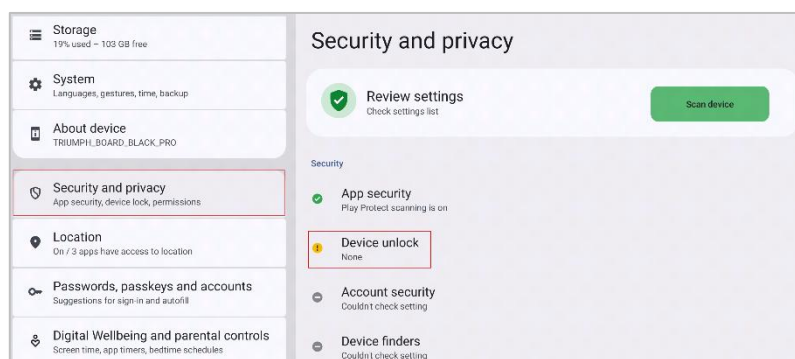 Storage
19% used – 103 GB free
System
Languages, gestures, time, backup
About device
TRIUMPH_BOARD_BLACK_PRO
Security and privacy
App security, device lock, permissions
Location
On / 3 apps have access to location
Passwords, passkeys and accounts
Suggestions for sign-in and autofill
Digital Wellbeing and parental controls
Screen time, app timers, bedtime schedules
Security and privacy
Review settings
Check settings list
Scan device
Security
App security
Play Protect scanning is on
Device unlock
None
Account security
Couldn't check setting
Device finders
Couldn't check setting